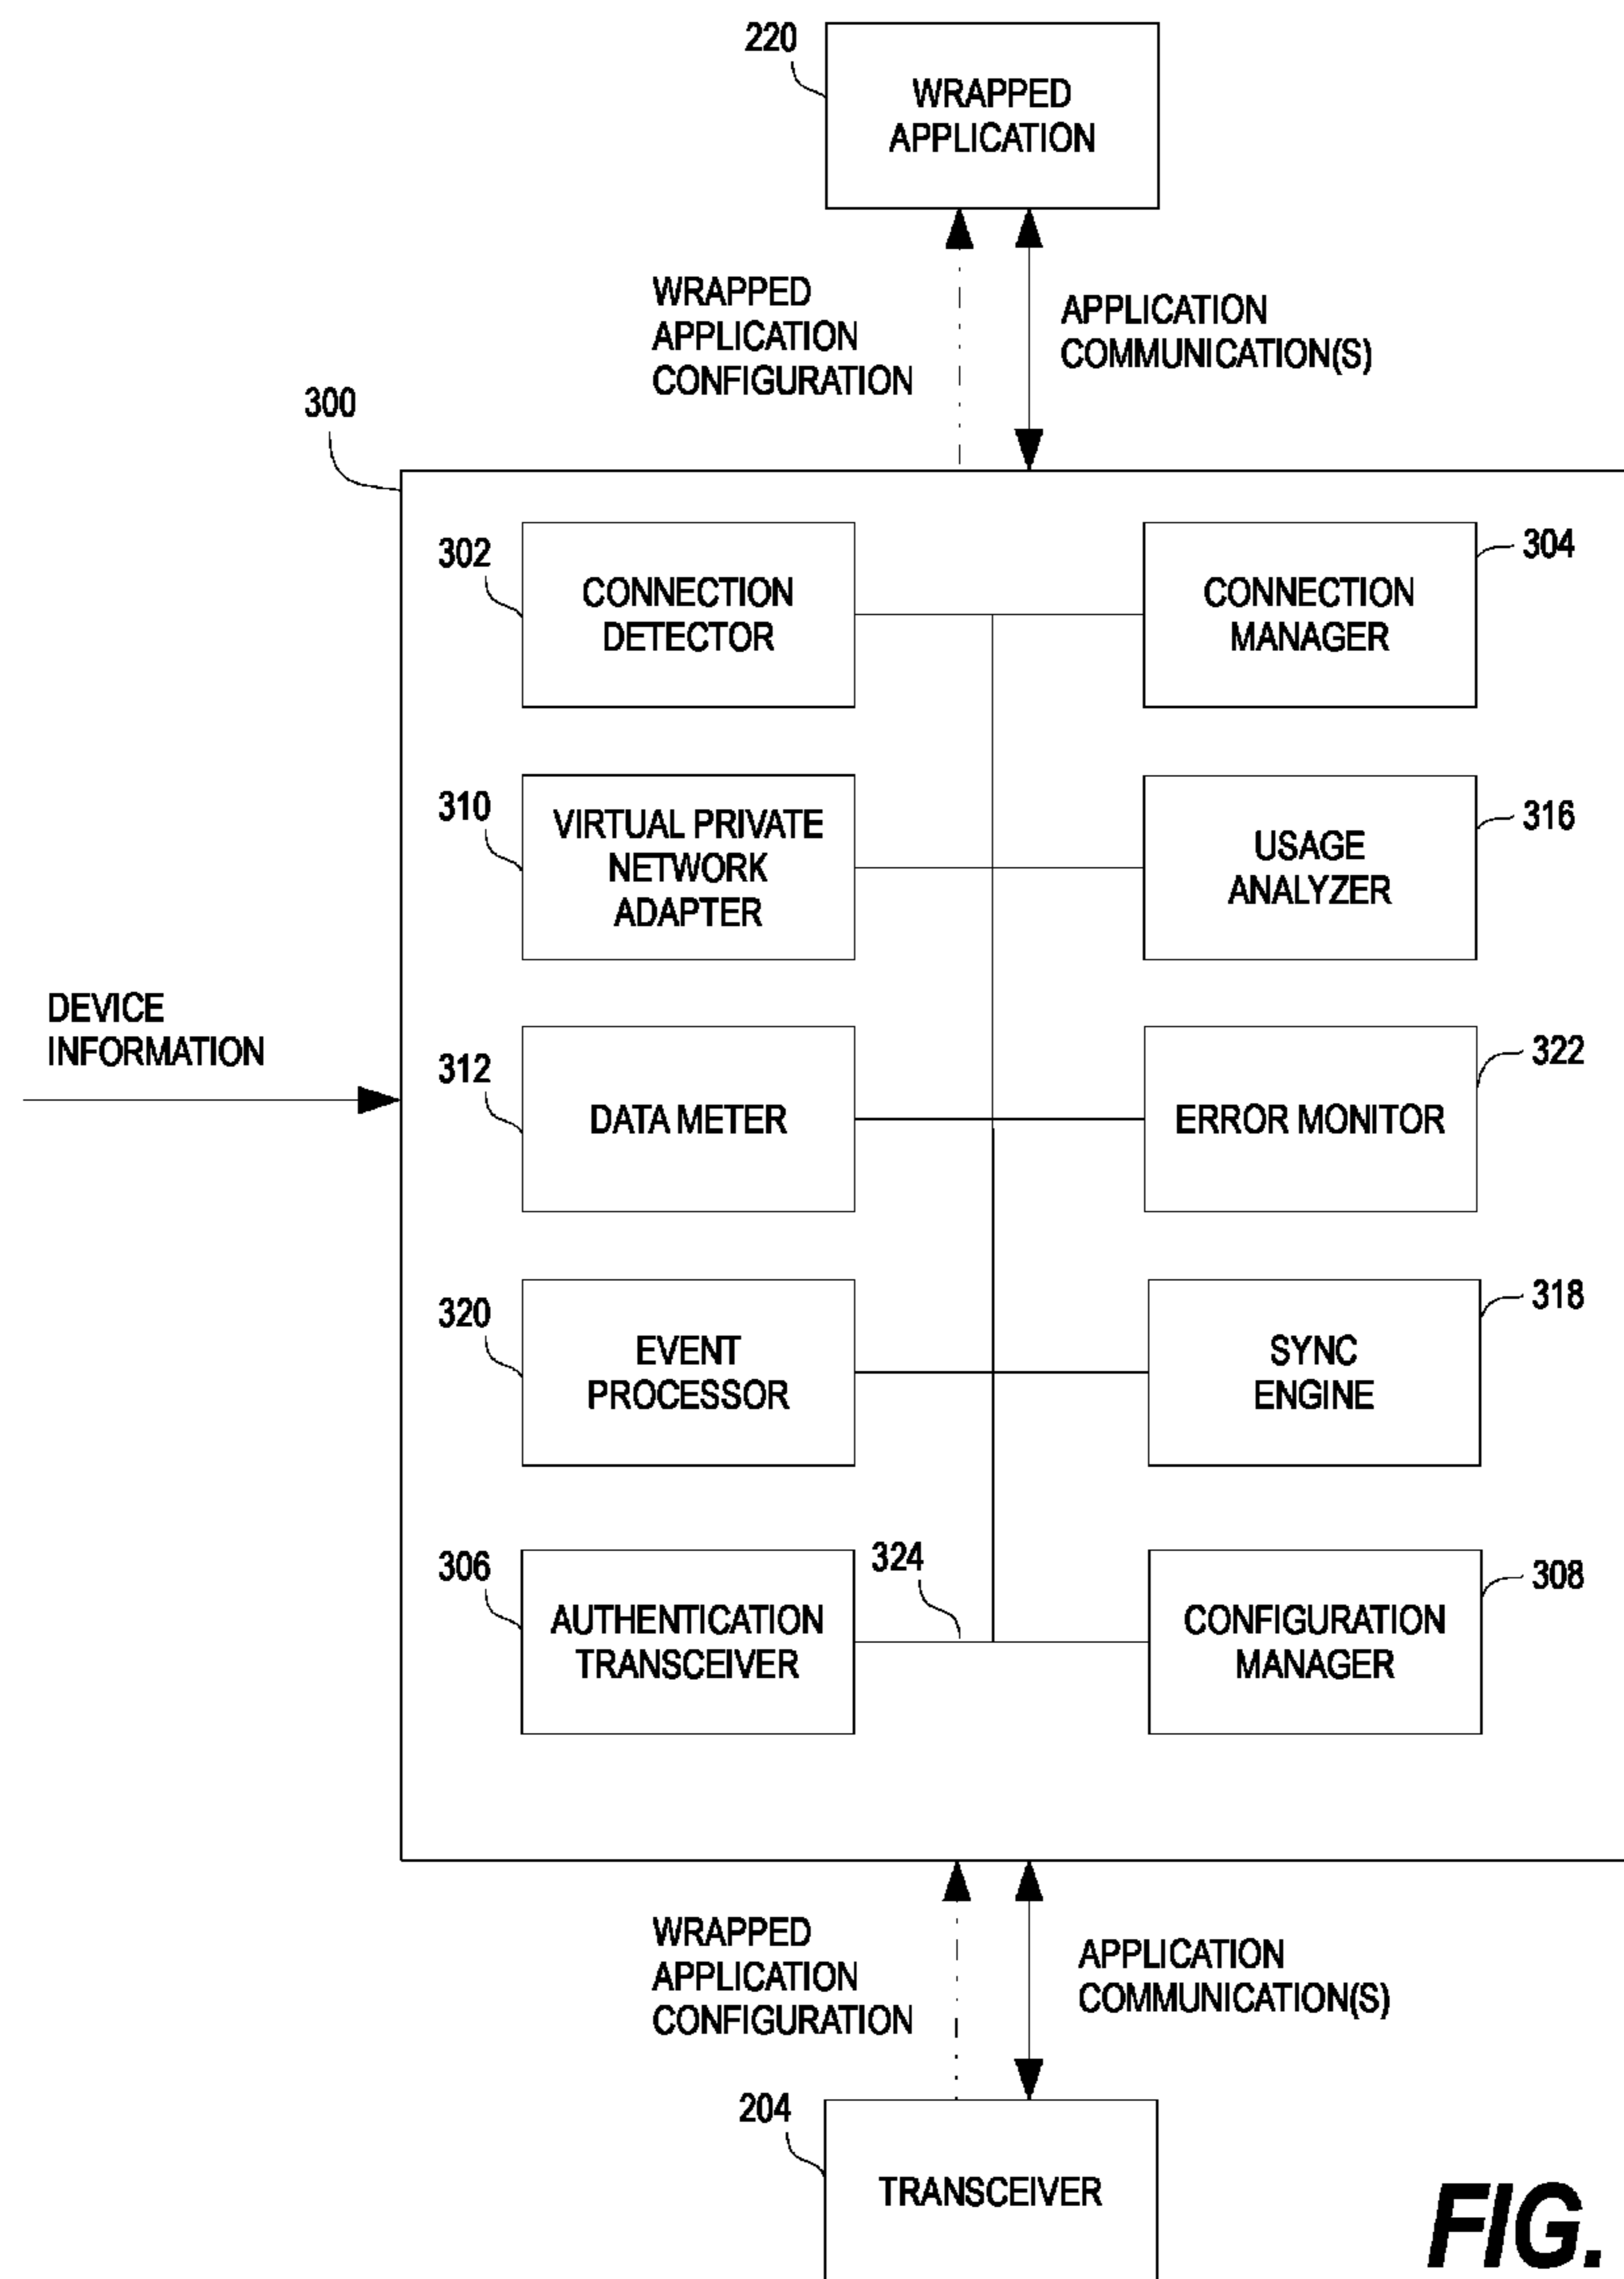 220
WRAPPED
APPLICATION
WRAPPED
APPLICATION
CONFIGURATION
APPLICATION
COMMUNICATION(S)
300
302
CONNECTION
DETECTOR
304
CONNECTION
MANAGER
310
VIRTUAL PRIVATE
NETWORK
ADAPTER
316
USAGE
ANALYZER
DEVICE
INFORMATION
312
DATA METER
322
ERROR MONITOR
320
EVENT
PROCESSOR
318
SYNC
ENGINE
306
AUTHENTICATION
TRANSCEIVER
324
308
CONFIGURATION
MANAGER
WRAPPED
APPLICATION
CONFIGURATION
APPLICATION
COMMUNICATION(S)
204
TRANSCEIVER
FIG.